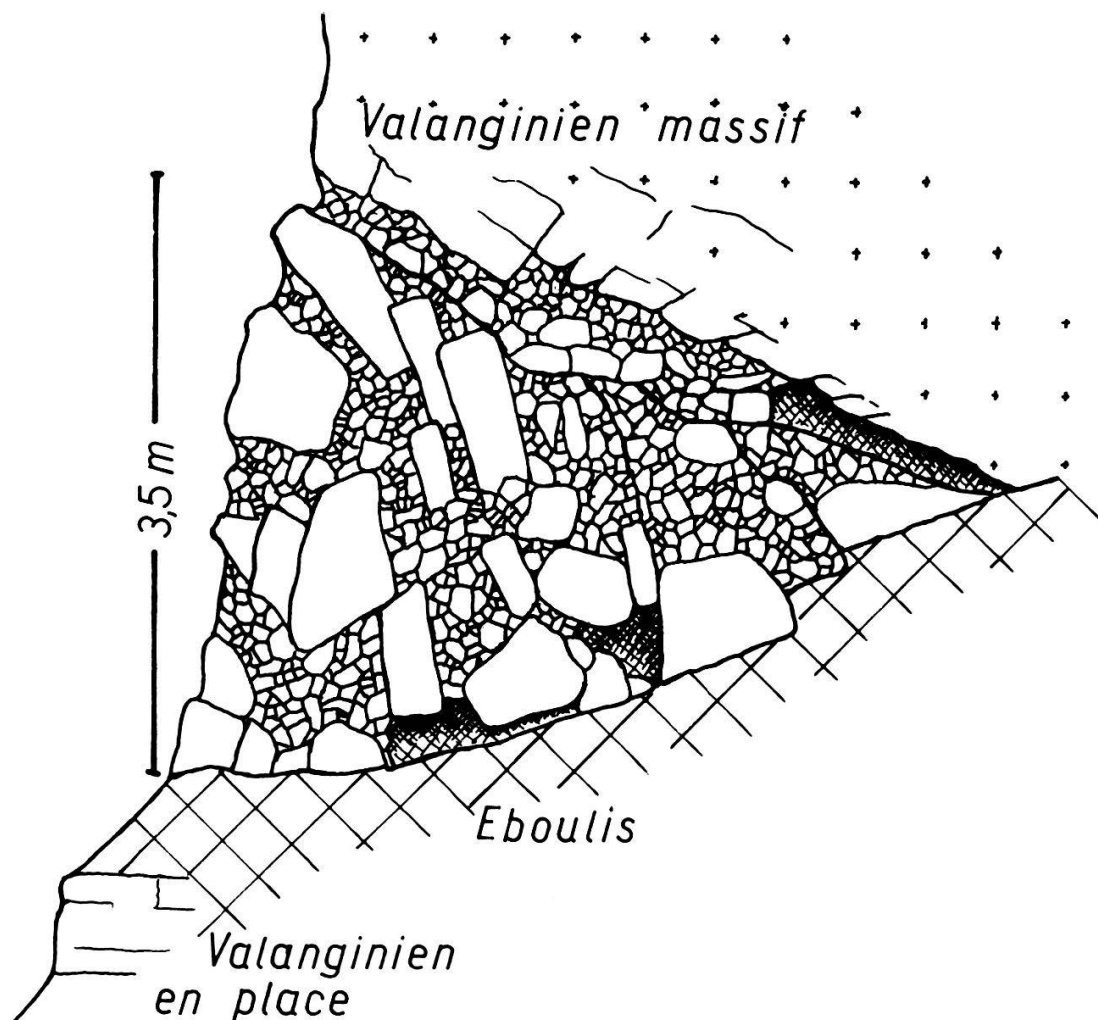 Valanginien massif
3,5 m
Eboulis
Valanginien
en place